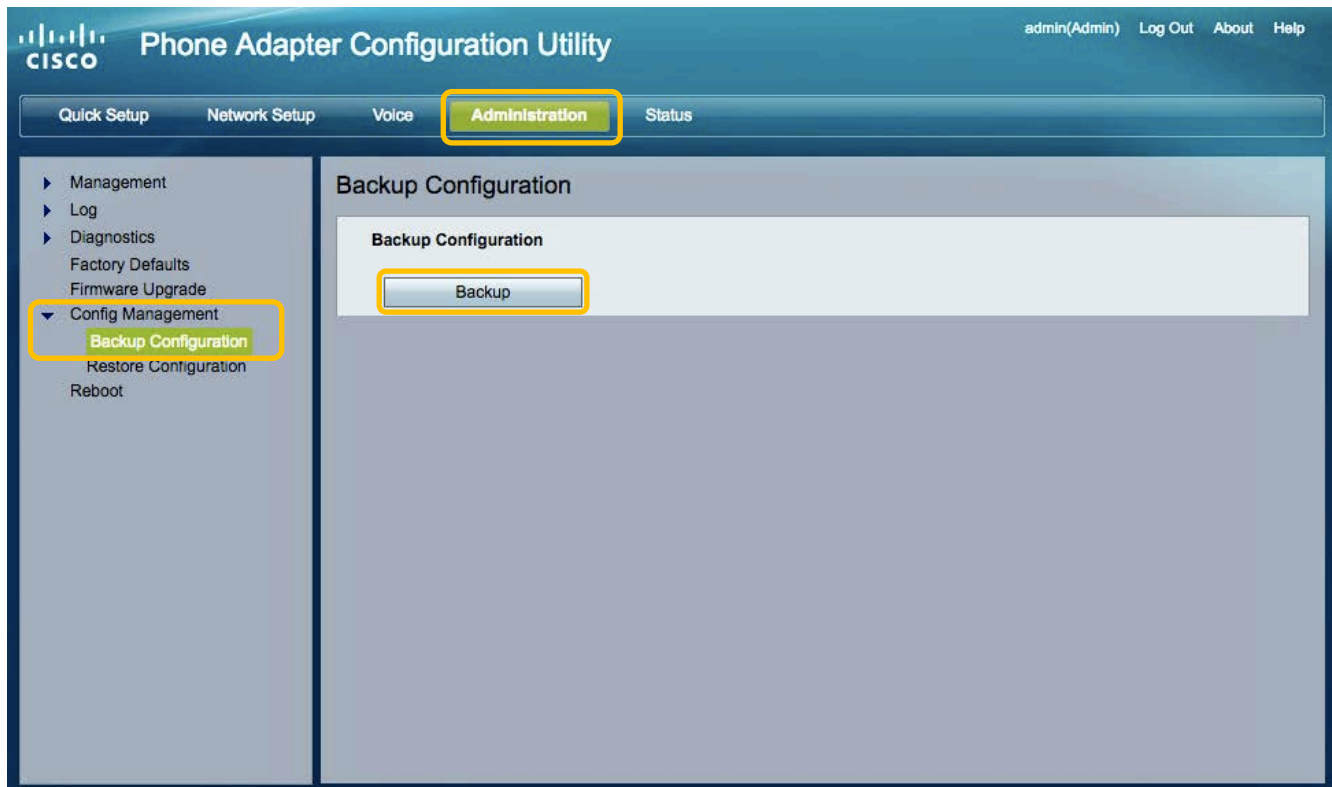 admin(Admin) Log Out About Help
CISCO
Phone Adapter Configuration Utility
Quick Setup Network Setup Voice Administration Status
Management
Log
Diagnostics
Factory Defaults
Firmware Upgrade
Config Management
Backup Configuration
Restore Configuration
Reboot
Backup Configuration
Backup Configuration
Backup